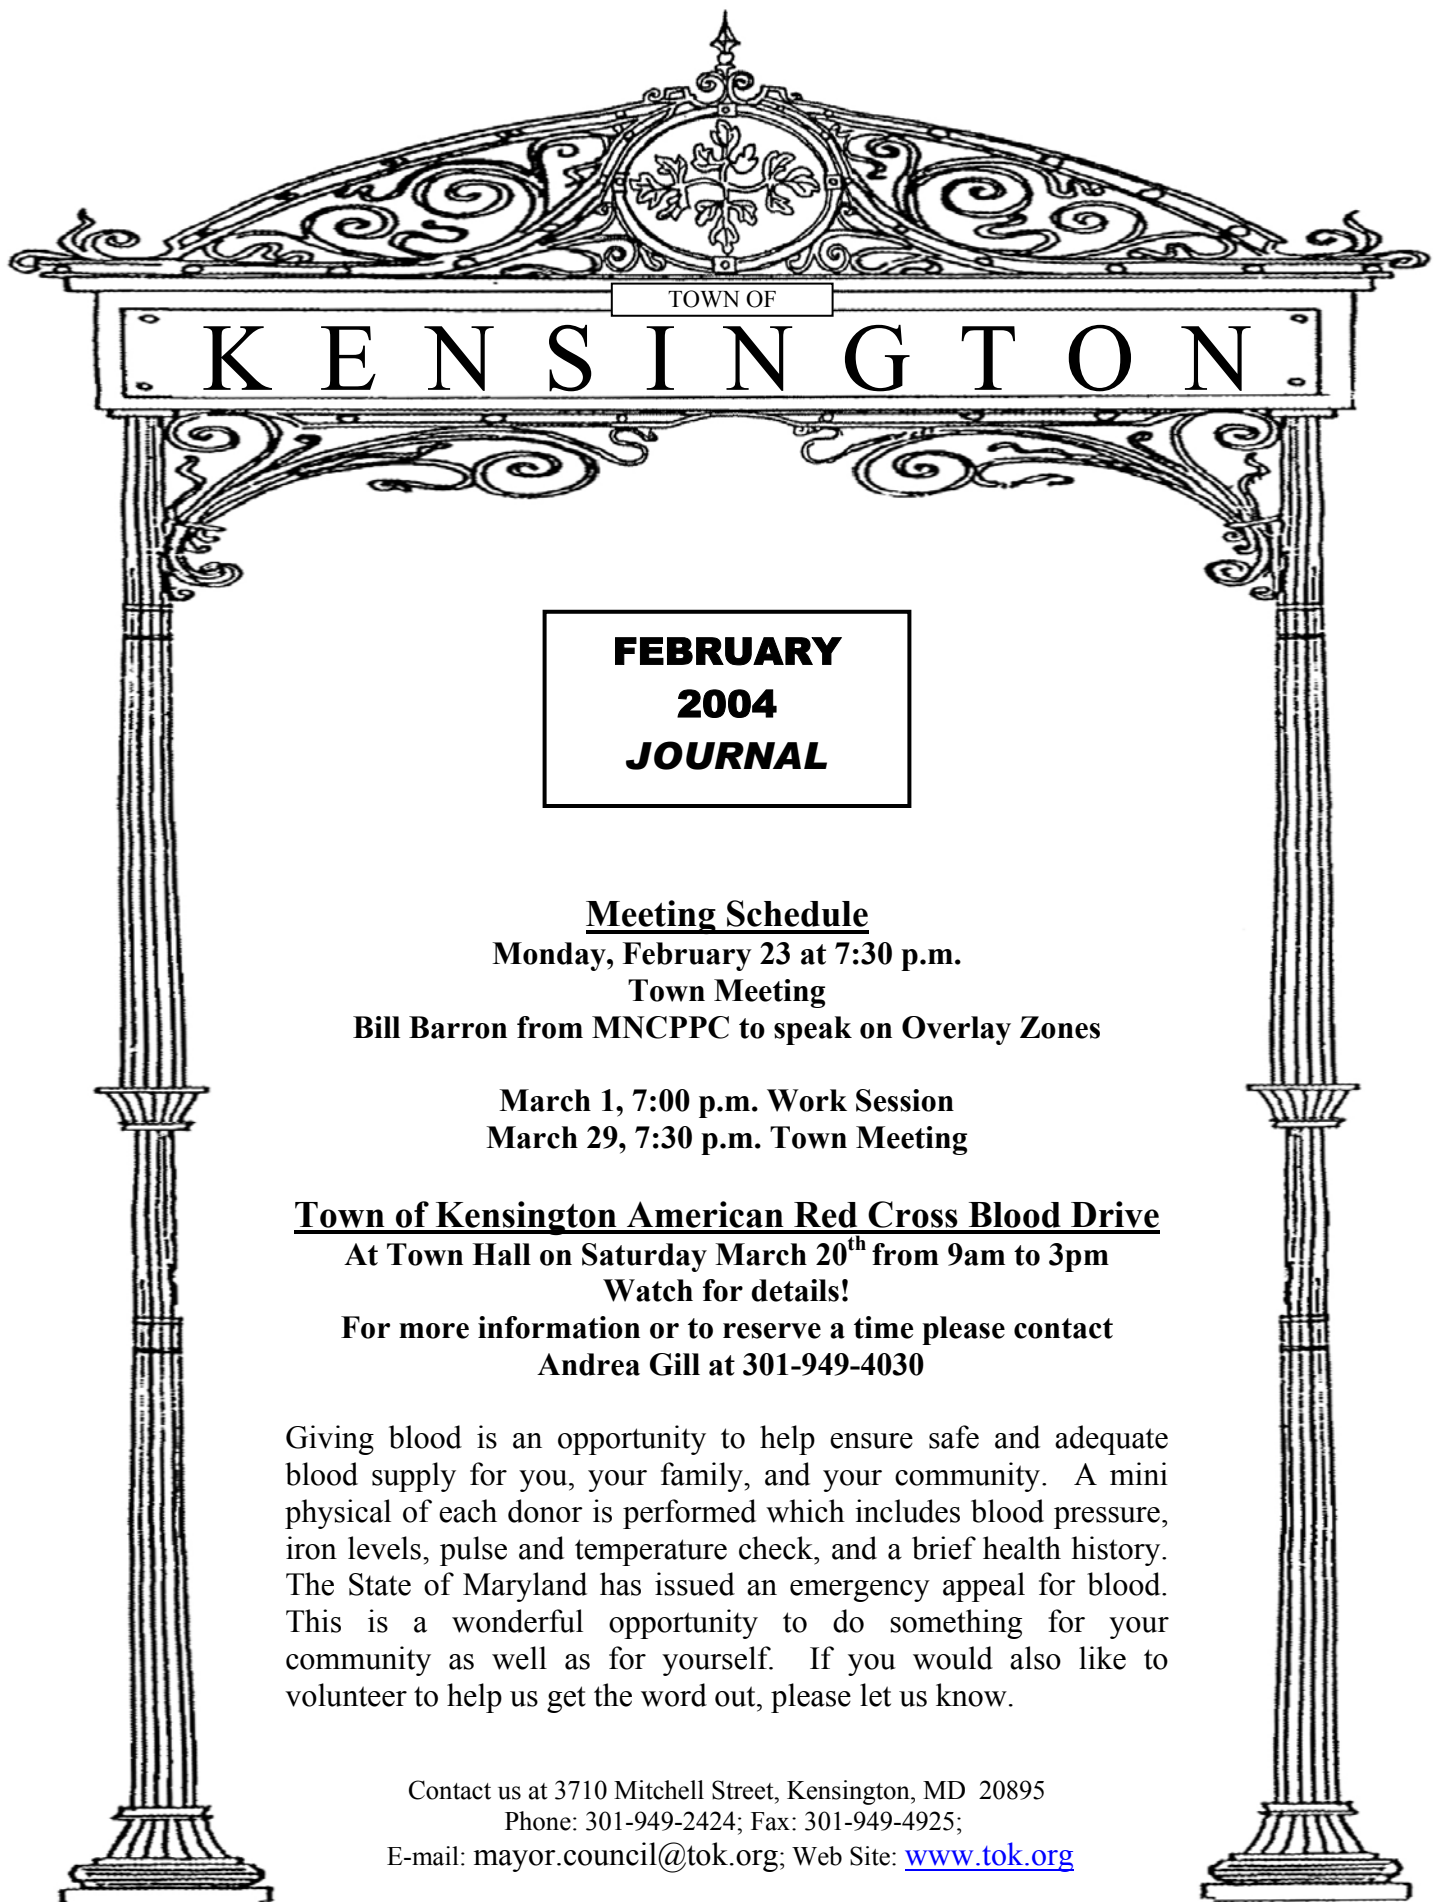 TOWN OF
KENSINGTON
FEBRUARY
2004
JOURNAL
Meeting Schedule
Monday, February 23 at 7:30 p.m.
Town Meeting
Bill Barron from MNCPPC to speak on Overlay Zones
March 1, 7:00 p.m. Work Session
March 29, 7:30 p.m. Town Meeting
Town of Kensington American Red Cross Blood Drive
At Town Hall on Saturday March 20th from 9am to 3pm
Watch for details!
For more information or to reserve a time please contact
Andrea Gill at 301-949-4030
Giving blood is an opportunity to help ensure safe and adequate
blood supply for you, your family, and your community. A mini
physical of each donor is performed which includes blood pressure,
iron levels, pulse and temperature check, and a brief health history.
The State of Maryland has issued an emergency appeal for blood.
This is a wonderful opportunity to do something for your
community as well as for yourself. If you would also like to
volunteer to help us get the word out, please let us know.
Contact us at 3710 Mitchell Street, Kensington, MD 20895
Phone: 301-949-2424; Fax: 301-949-4925;
E-mail: mayor.council@tok.org; Web Site: www.tok.org